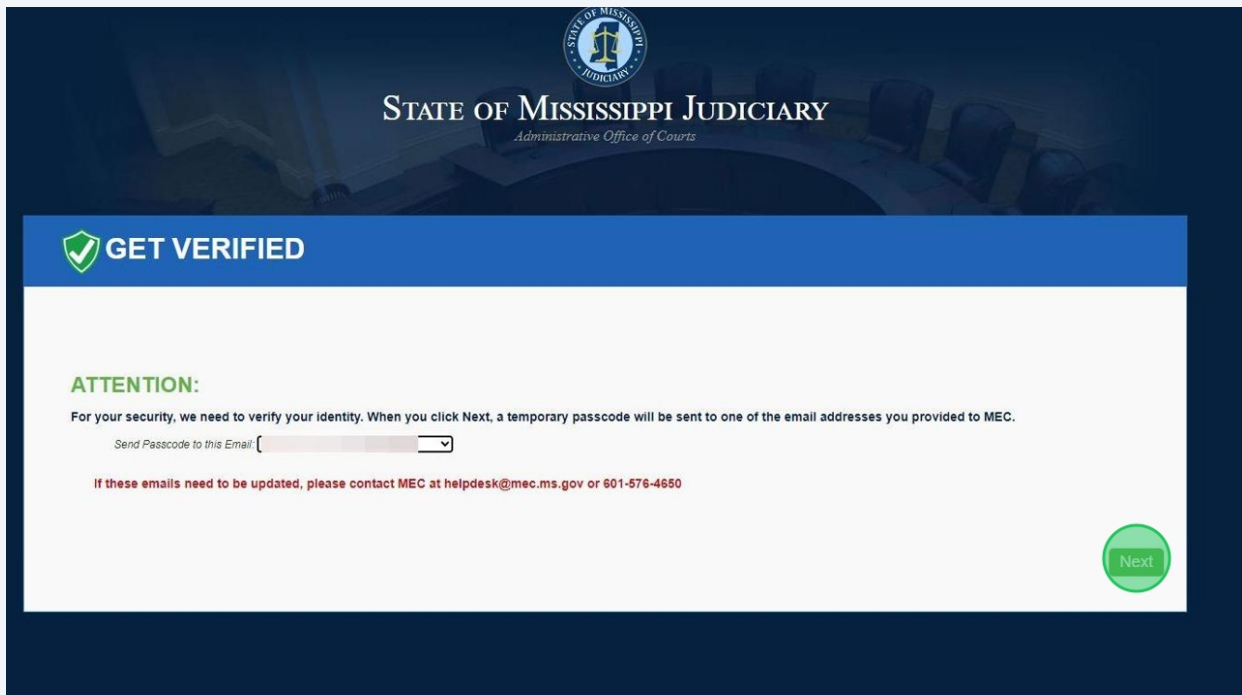 STATE OF MISSISSIPPI
JUDICIARY
STATE OF MISSISSIPPI JUDICIARY
Administrative Office of Courts
GET VERIFIED
ATTENTION:
For your security, we need to verify your identity. When you click Next, a temporary passcode will be sent to one of the email addresses you provided to MEC.
Send Passcode to this Email:
If these emails need to be updated, please contact MEC at helpdesk@mec.ms.gov or 601-576-4650
Next